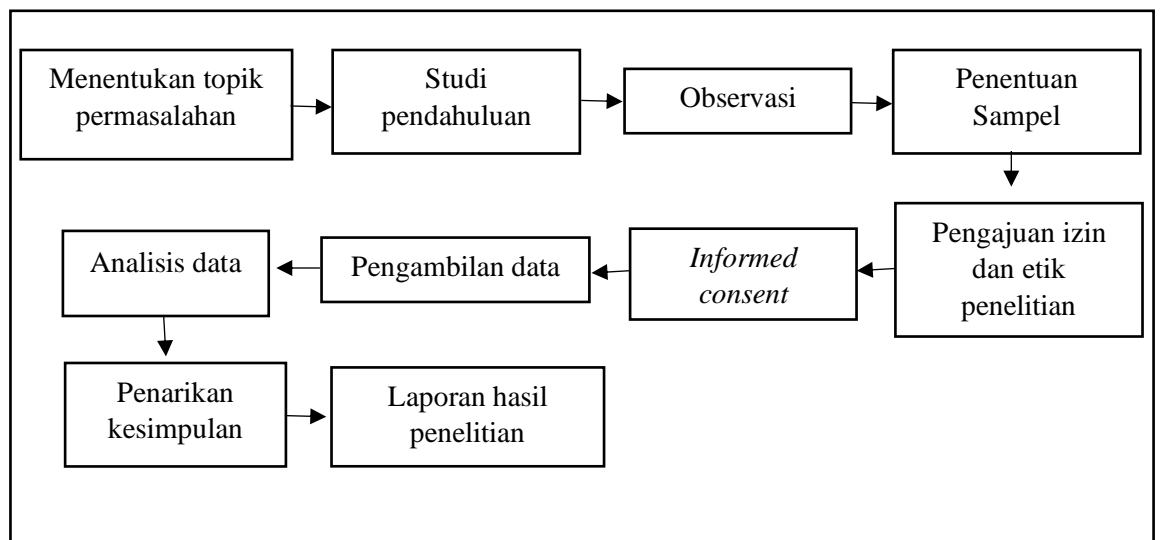 Menentukan topik
permasalahan
Studi
pendahuluan
Observasi
Penentuan
Sampel
Pengajuan izin
dan etik
penelitian
Informed
consent
Pengambilan data
Analisis data
Penarikan
kesimpulan
Laporan hasil
penelitian